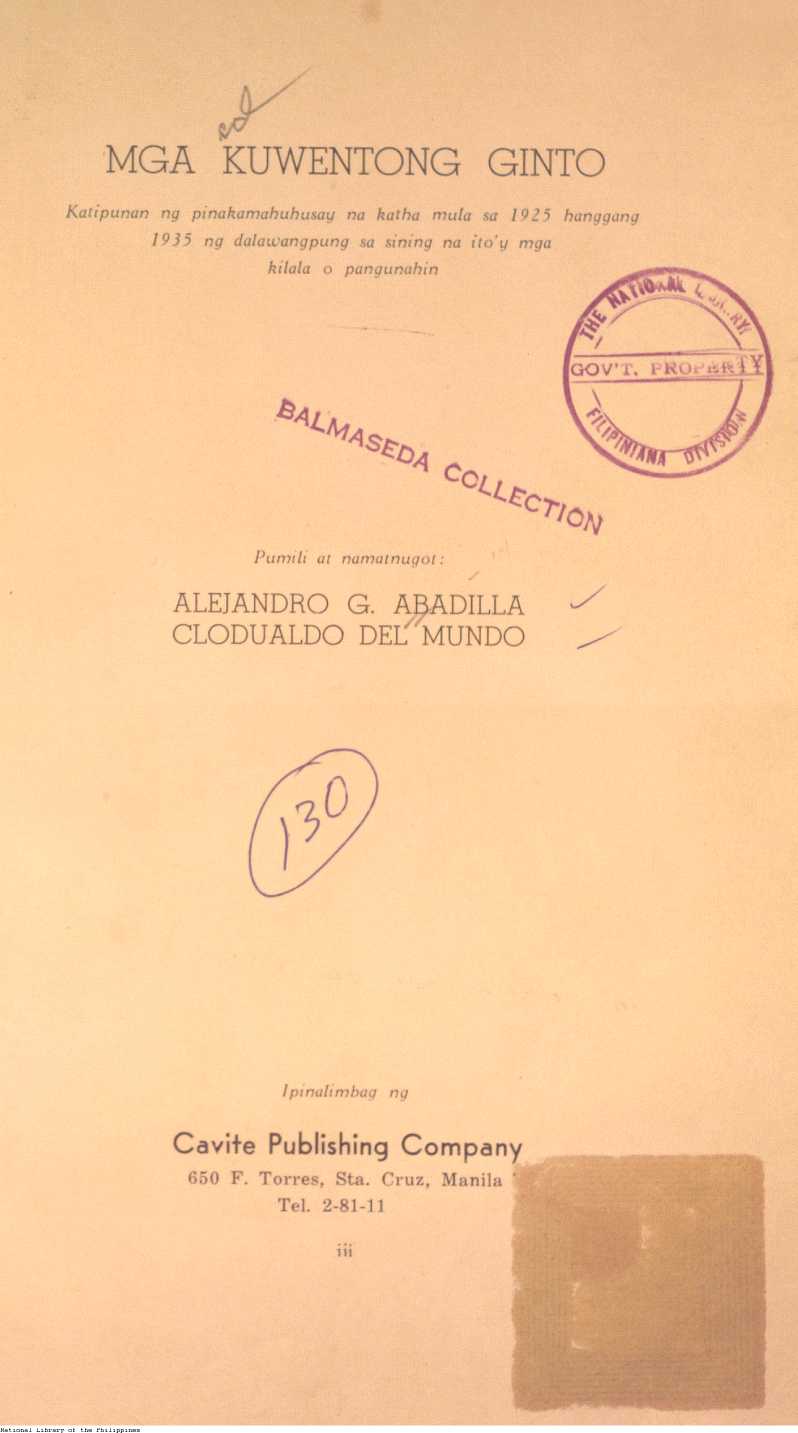 MGA KUWENTONG GINTO
Katipunan ng pinakamahuhusay na katha mula sa 1925 hanggang
1935 ng dalawangpung sa sining na ito'y mga
kilala o pangunahin
THE NATIONAL
GOV'T. PROPERTY
FILIPINIANA DIVISION
BALMASEDA COLLECTION
Pumili at namatnugot:
ALEJANDRO G. ABADILLA
CLODUALDO DEL MUNDO
130
Ipinalimbag ng
Cavite Publishing Company
650 F. Torres, Sta. Cruz, Manila
Tel. 2-81-11
iii
National Library of the Philippines